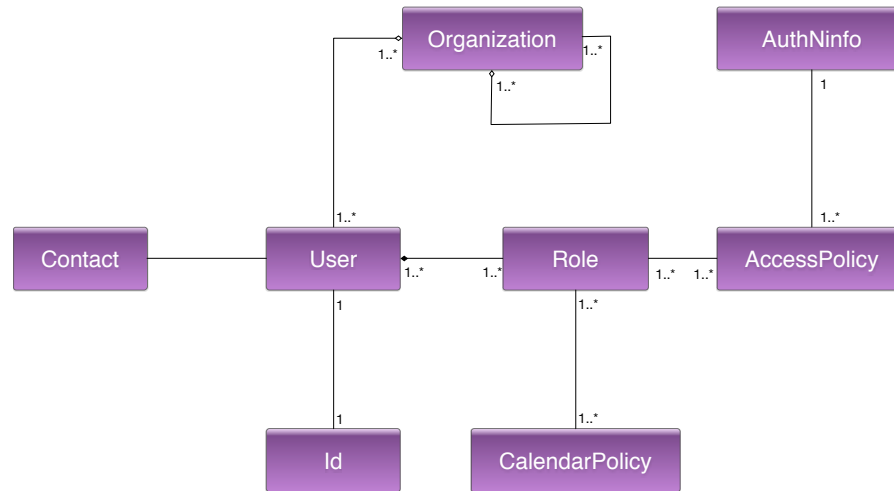 Organization
AuthNinfo
1..*
1..*
1..*
1
1..*
1..*
Contact
User
Role
AccessPolicy
1..*
1..*
1..*
1..*
1
1..*
1
1..*
Id
CalendarPolicy